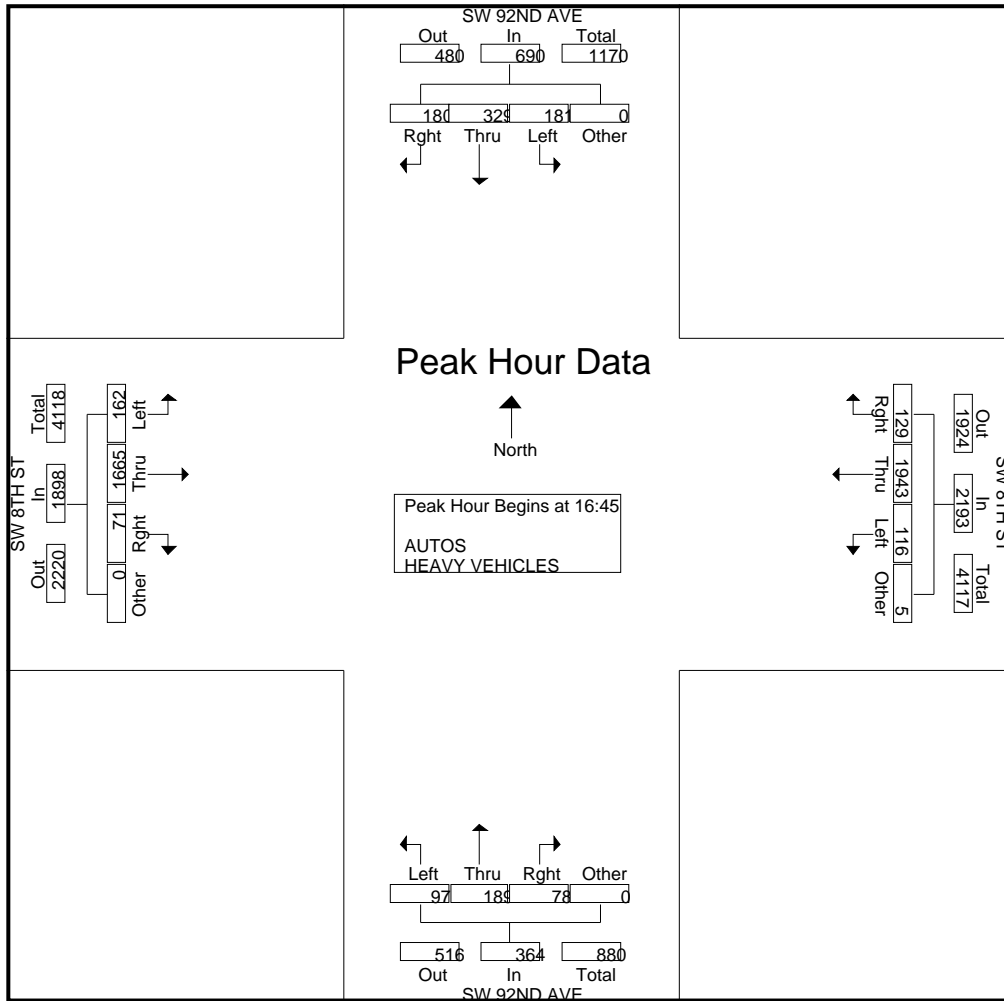 SW 92ND AVE
Out In Total
480 690 1170
180 329 181 0
Rght Thru Left Other
Peak Hour Data
North
Peak Hour Begins at 16:45
AUTOS
HEAVY VEHICLES
SW 8TH ST
Total In Out
4118 1898 2220
162 1665 71 0
Left Thru Rght Other
Rght Thru Left Other
129 1943 116 5
Out In Total
1924 2193 4117
SW 8TH ST
Left Thru Rght Other
97 189 78 0
516 364 880
Out In Total
SW 92ND AVE